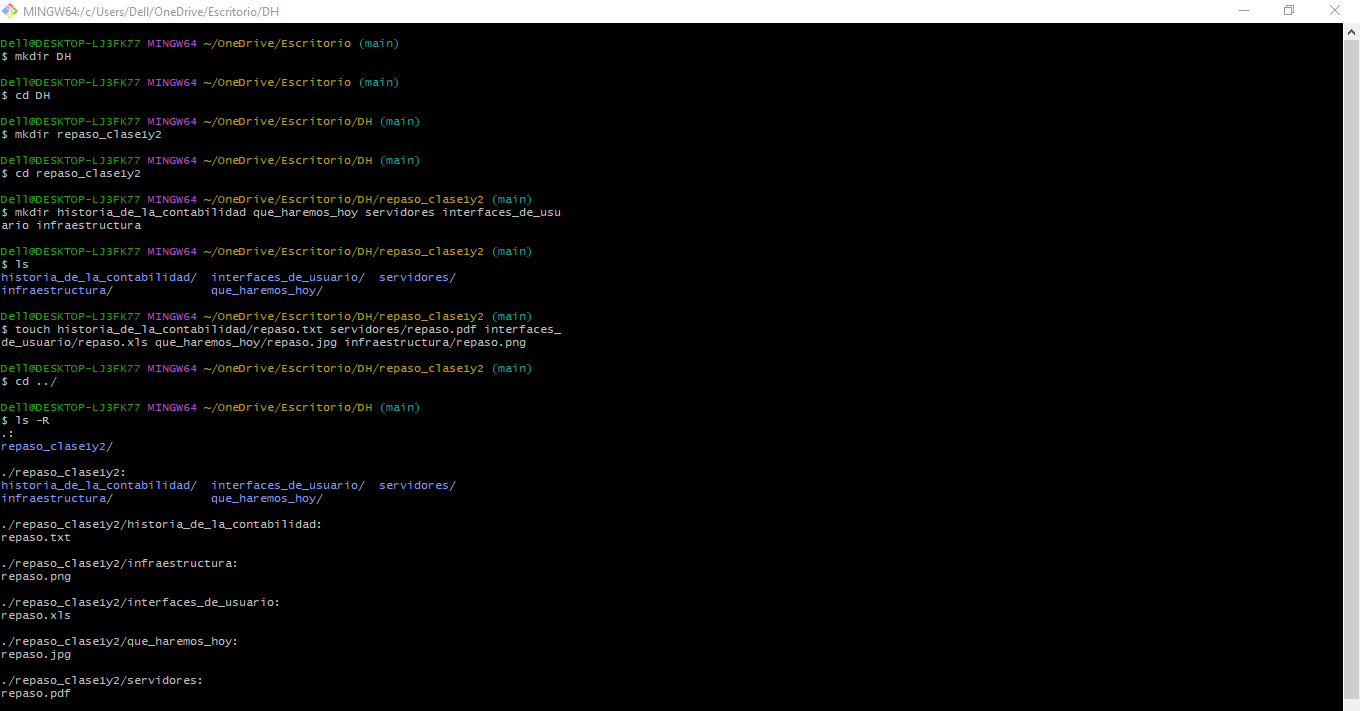 MINGW64:/c/Users/Dell/OneDrive/Escritorio/DH
Dell@DESKTOP-LJ3FK77 MINGW64 ~/OneDrive/Escritorio (main)
$ mkdir DH
Dell@DESKTOP-LJ3FK77 MINGW64 ~/OneDrive/Escritorio (main)
$ cd DH
Dell@DESKTOP-LJ3FK77 MINGW64 ~/OneDrive/Escritorio/DH (main)
$ mkdir repaso_clase1y2
Dell@DESKTOP-LJ3FK77 MINGW64 ~/OneDrive/Escritorio/DH (main)
$ cd repaso_clase1y2
Dell@DESKTOP-LJ3FK77 MINGW64 ~/OneDrive/Escritorio/DH/repaso_clase1y2 (main)
$ mkdir historia_de_la_contabilidad que_haremos_hoy servidores interfaces_de_usu
ario infraestructura
Dell@DESKTOP-LJ3FK77 MINGW64 ~/OneDrive/Escritorio/DH/repaso_clase1y2 (main)
$ ls
historia_de_la_contabilidad/  interfaces_de_usuario/  servidores/
infraestructura/              que_haremos_hoy/
Dell@DESKTOP-LJ3FK77 MINGW64 ~/OneDrive/Escritorio/DH/repaso_clase1y2 (main)
$ touch historia_de_la_contabilidad/repaso.txt servidores/repaso.pdf interfaces_
de_usuario/repaso.xls que_haremos_hoy/repaso.jpg infraestructura/repaso.png
Dell@DESKTOP-LJ3FK77 MINGW64 ~/OneDrive/Escritorio/DH/repaso_clase1y2 (main)
$ cd ../
Dell@DESKTOP-LJ3FK77 MINGW64 ~/OneDrive/Escritorio/DH (main)
$ ls -R
.:
repaso_clase1y2/
./repaso_clase1y2:
historia_de_la_contabilidad/  interfaces_de_usuario/  servidores/
infraestructura/              que_haremos_hoy/
./repaso_clase1y2/historia_de_la_contabilidad:
repaso.txt
./repaso_clase1y2/infraestructura:
repaso.png
./repaso_clase1y2/interfaces_de_usuario:
repaso.xls
./repaso_clase1y2/que_haremos_hoy:
repaso.jpg
./repaso_clase1y2/servidores:
repaso.pdf